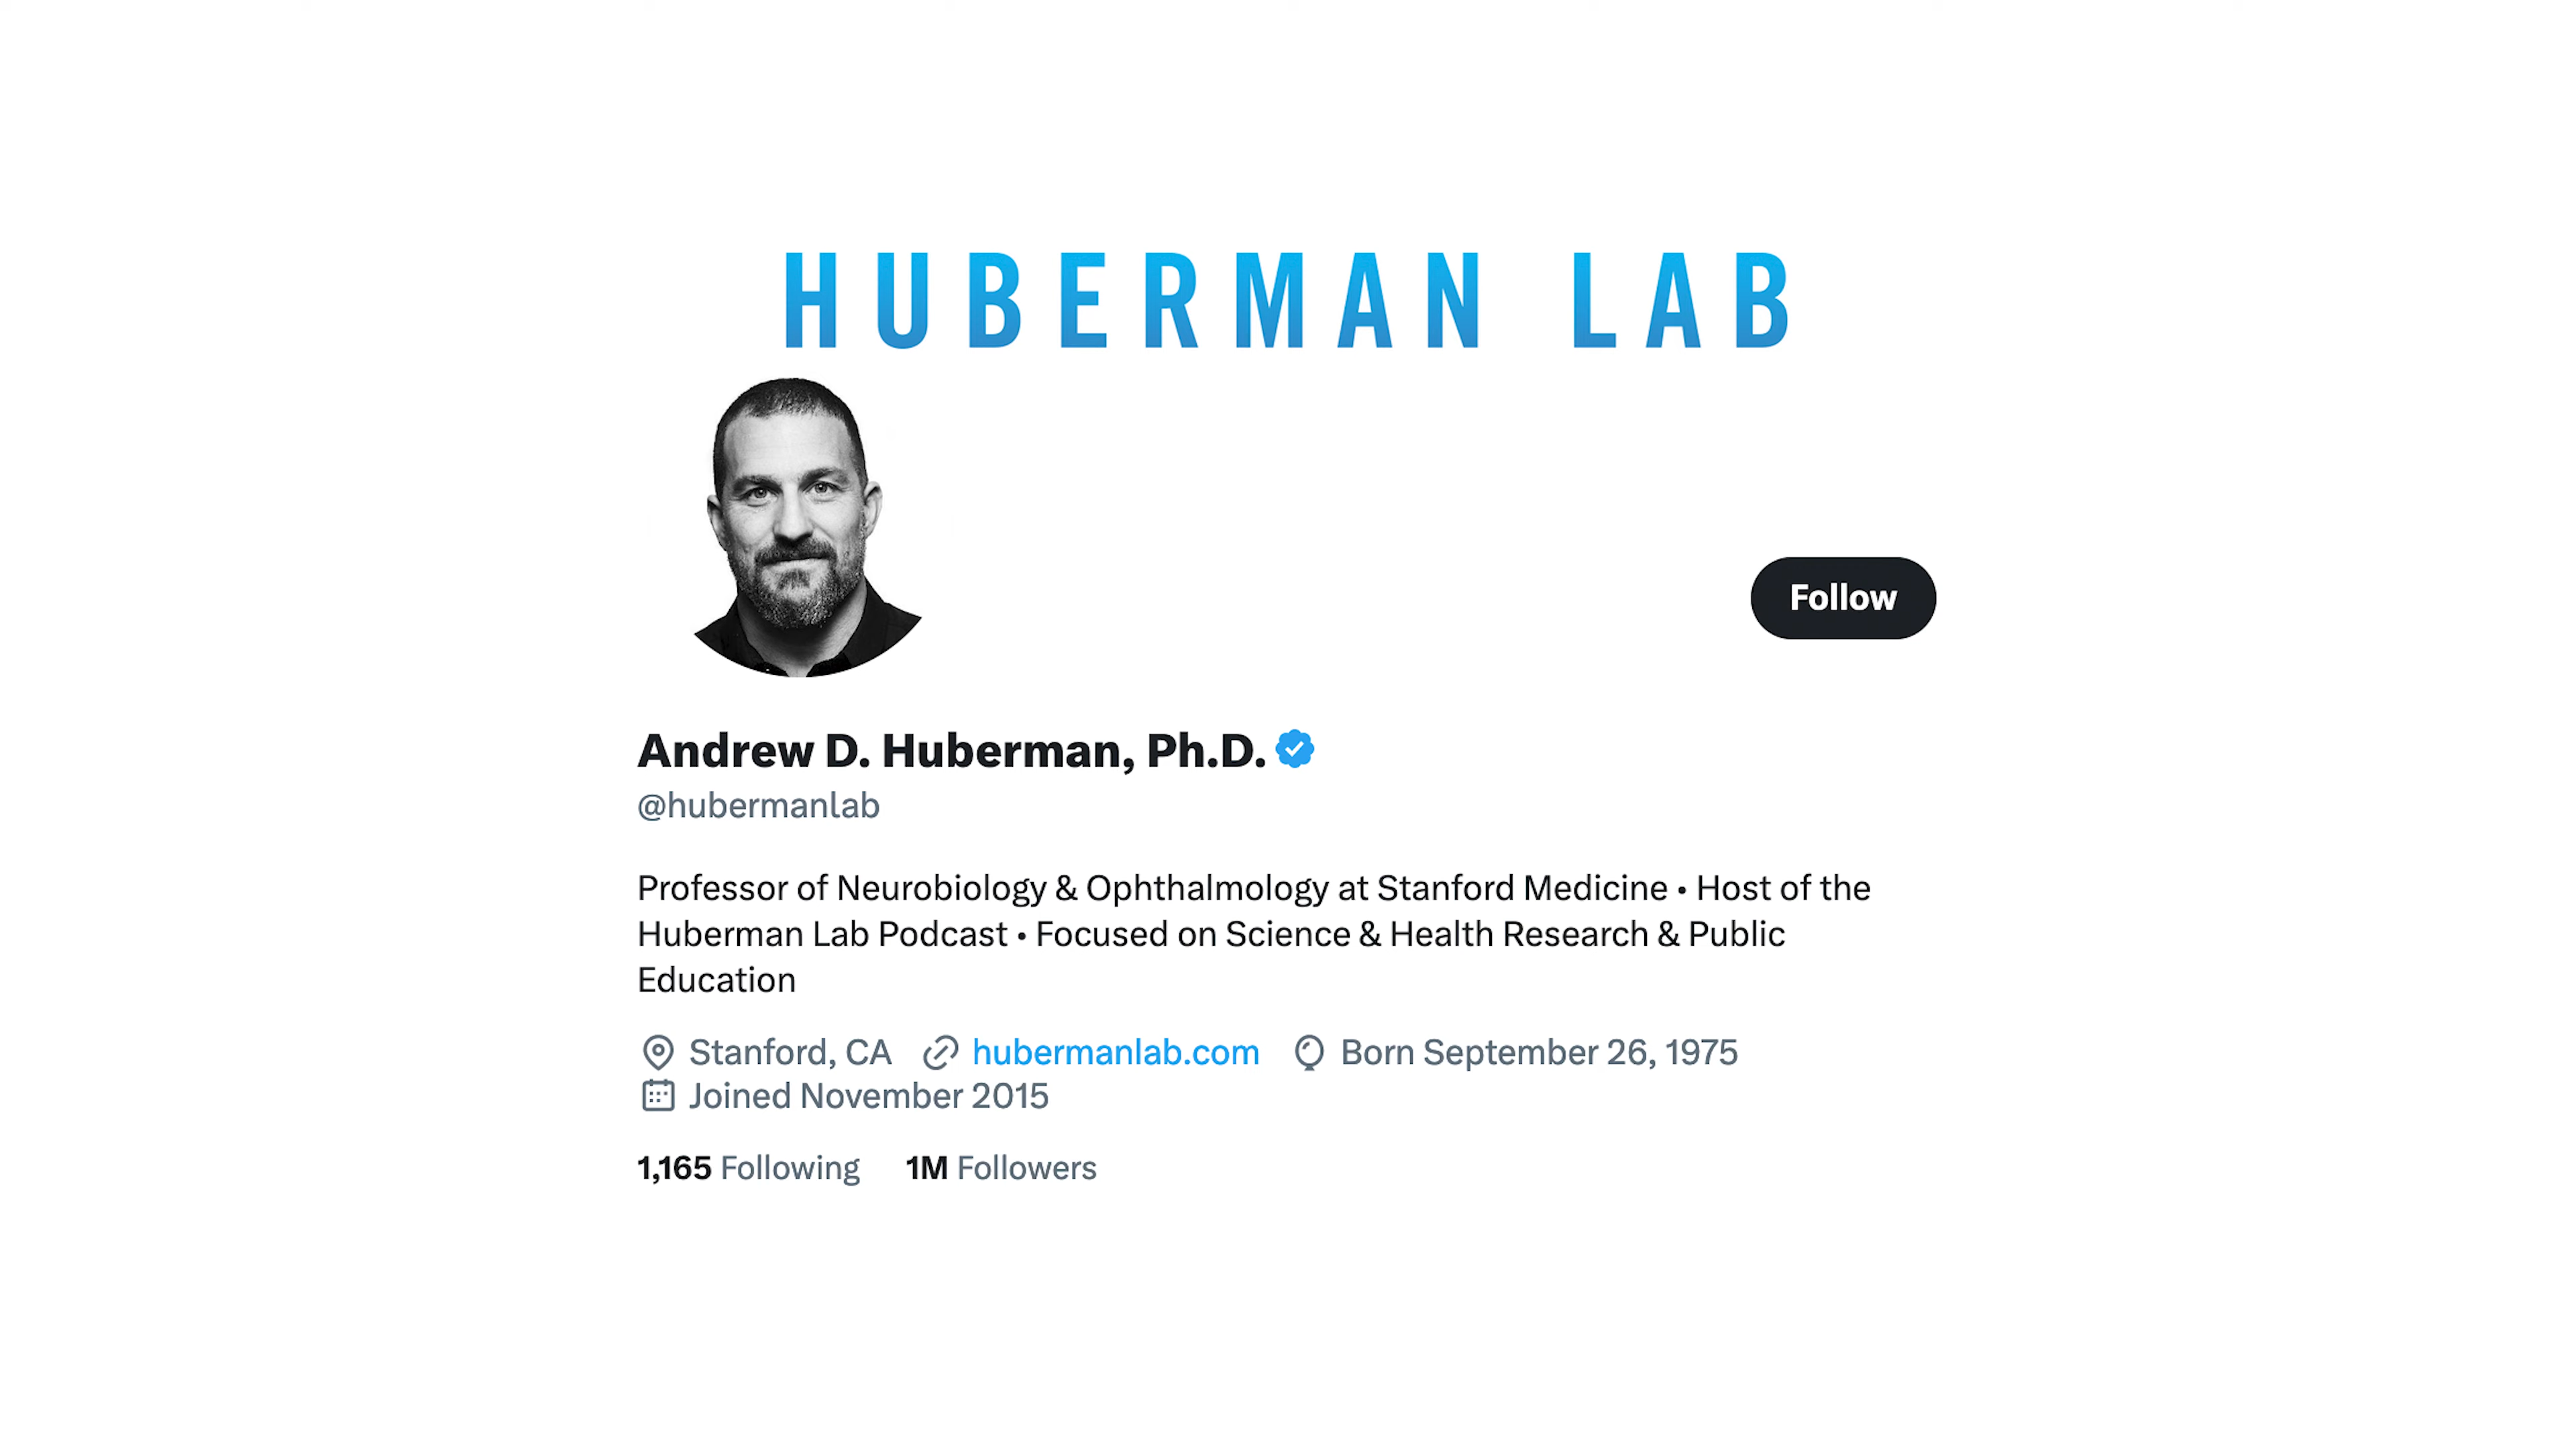 HUBERMAN LAB
Follow
Andrew D. Huberman, Ph.D.
@hubermanlab
Professor of Neurobiology & Ophthalmology at Stanford Medicine • Host of the
Huberman Lab Podcast • Focused on Science & Health Research & Public
Education
Stanford, CA hubermanlab.com Born September 26, 1975
Joined November 2015
1,165 Following 1M Followers